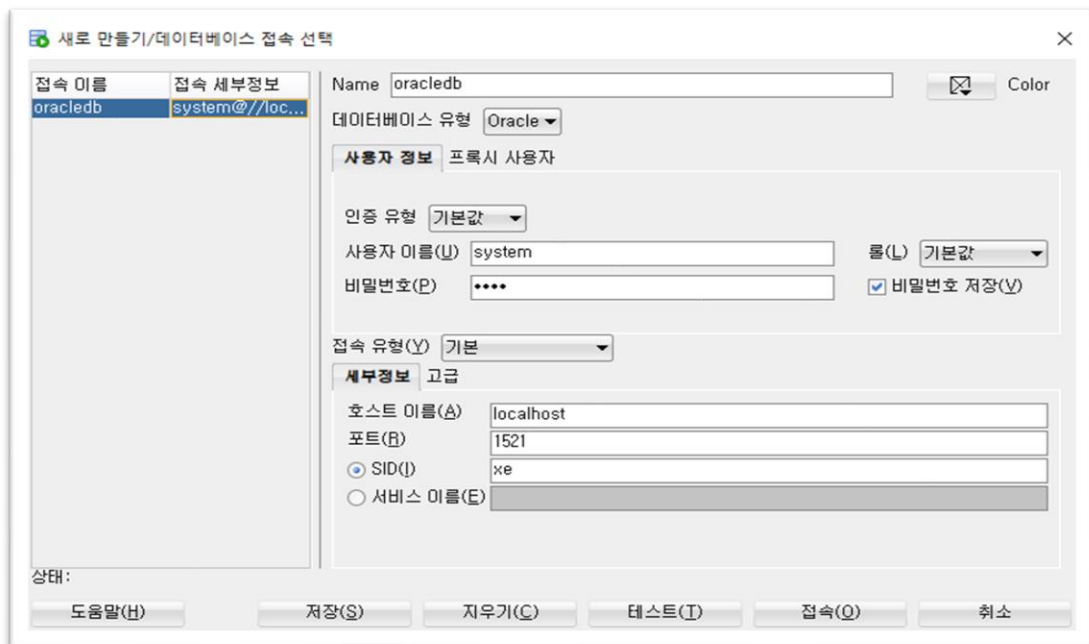 새로 만들기/데이터베이스 접속 선택
접속 이름 접속 세부정보
oracledb system@//loc...
Name oracledb Color
데이터베이스 유형 Oracle
사용자 정보 프록시 사용자
인증 유형 기본값
사용자 이름(U) system 롤(L) 기본값
비밀번호(P) •••• 비밀번호 저장(V)
접속 유형(Y) 기본
세부정보 고급
호스트 이름(A) localhost
포트(R) 1521
SID(I) xe
서비스 이름(E)
상태:
도움말(H) 저장(S) 지우기(C) 테스트(T) 접속(O) 취소